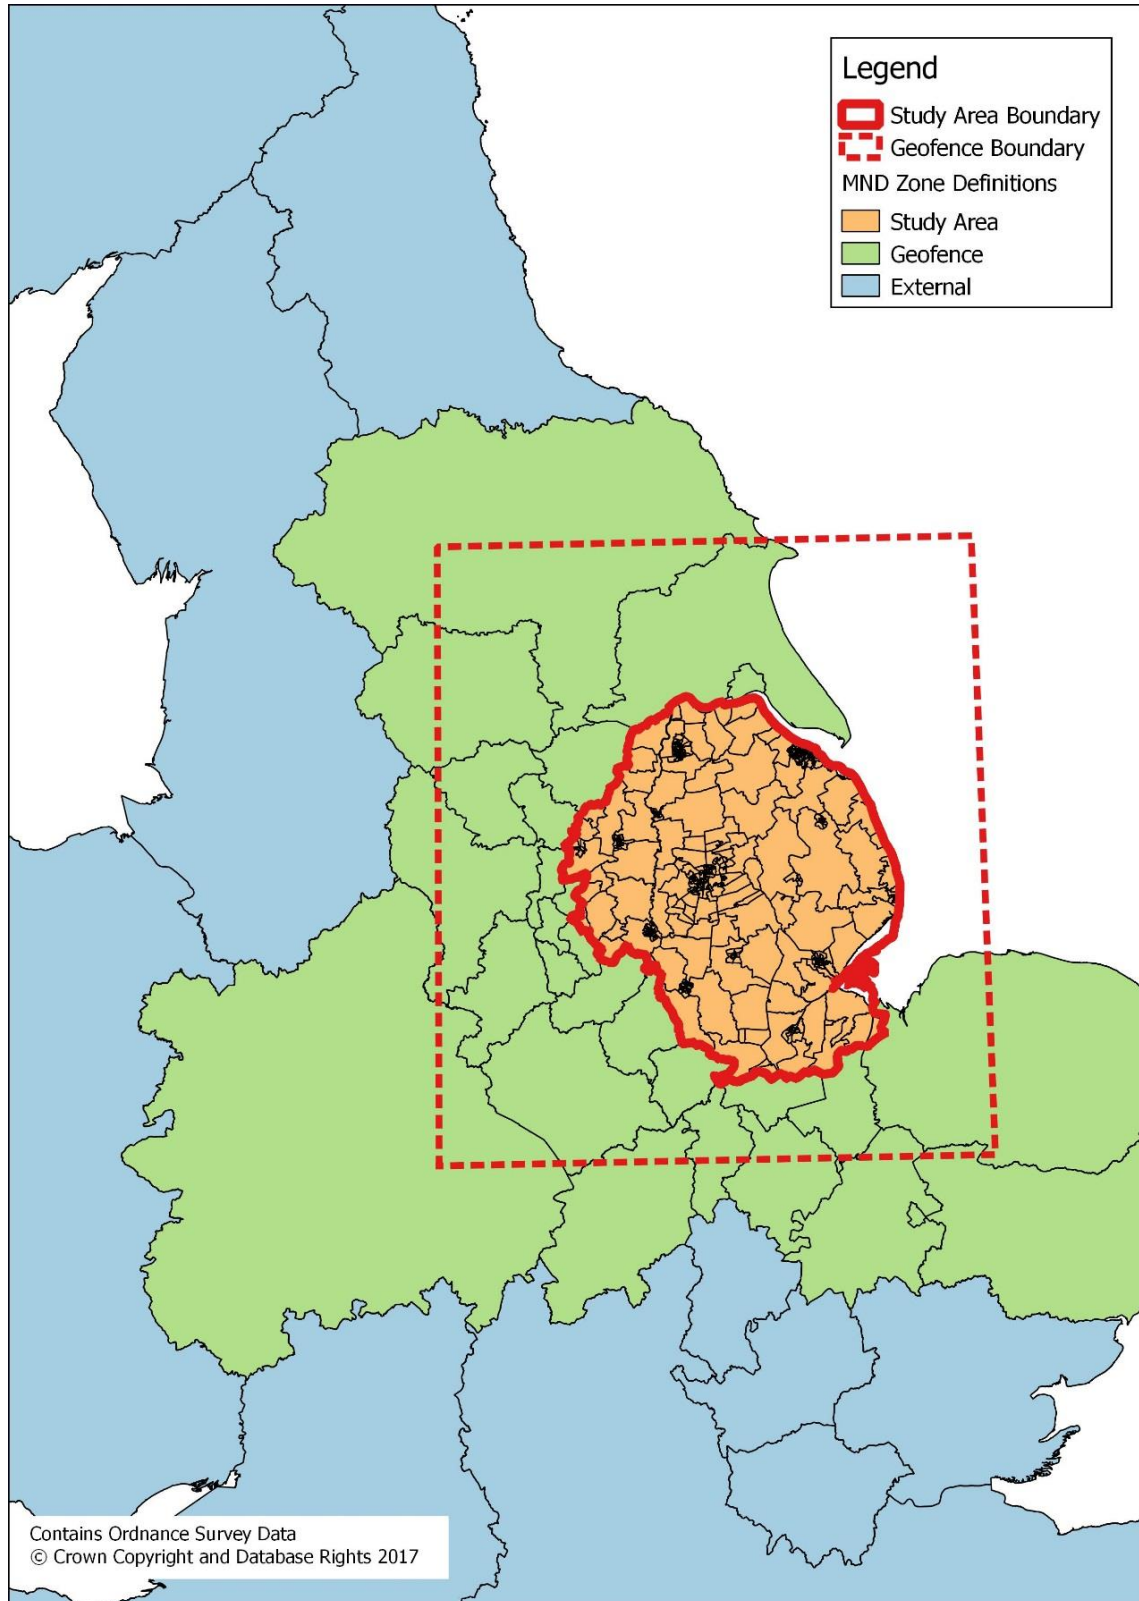 Legend
Study Area Boundary
Geofence Boundary
MND Zone Definitions
Study Area
Geofence
External
Contains Ordnance Survey Data
© Crown Copyright and Database Rights 2017